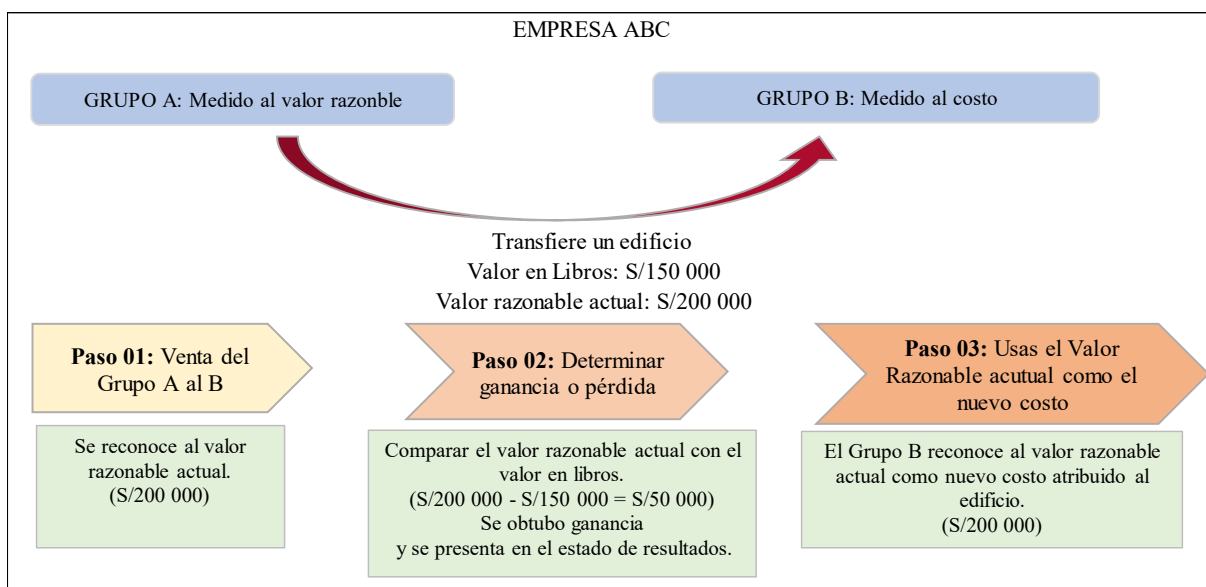 EMPRESA ABC
GRUPO A: Medido al valor razonble
GRUPO B: Medido al costo
Transfiere un edificio
Valor en Libros: S/150 000
Valor razonable actual: S/200 000
Paso 01: Venta del
Grupo A al B
Paso 02: Determinar
ganancia o pérdida
Paso 03: Usas el Valor
Razonable acutual como el
nuevo costo
Se reconoce al valor
razonable actual.
(S/200 000)
Comparar el valor razonable actual con el
valor en libros.
(S/200 000 - S/150 000 = S/50 000)
Se obtubo ganancia
y se presenta en el estado de resultados.
El Grupo B reconoce al valor razonable
actual como nuevo costo atribuido al
edificio.
(S/200 000)